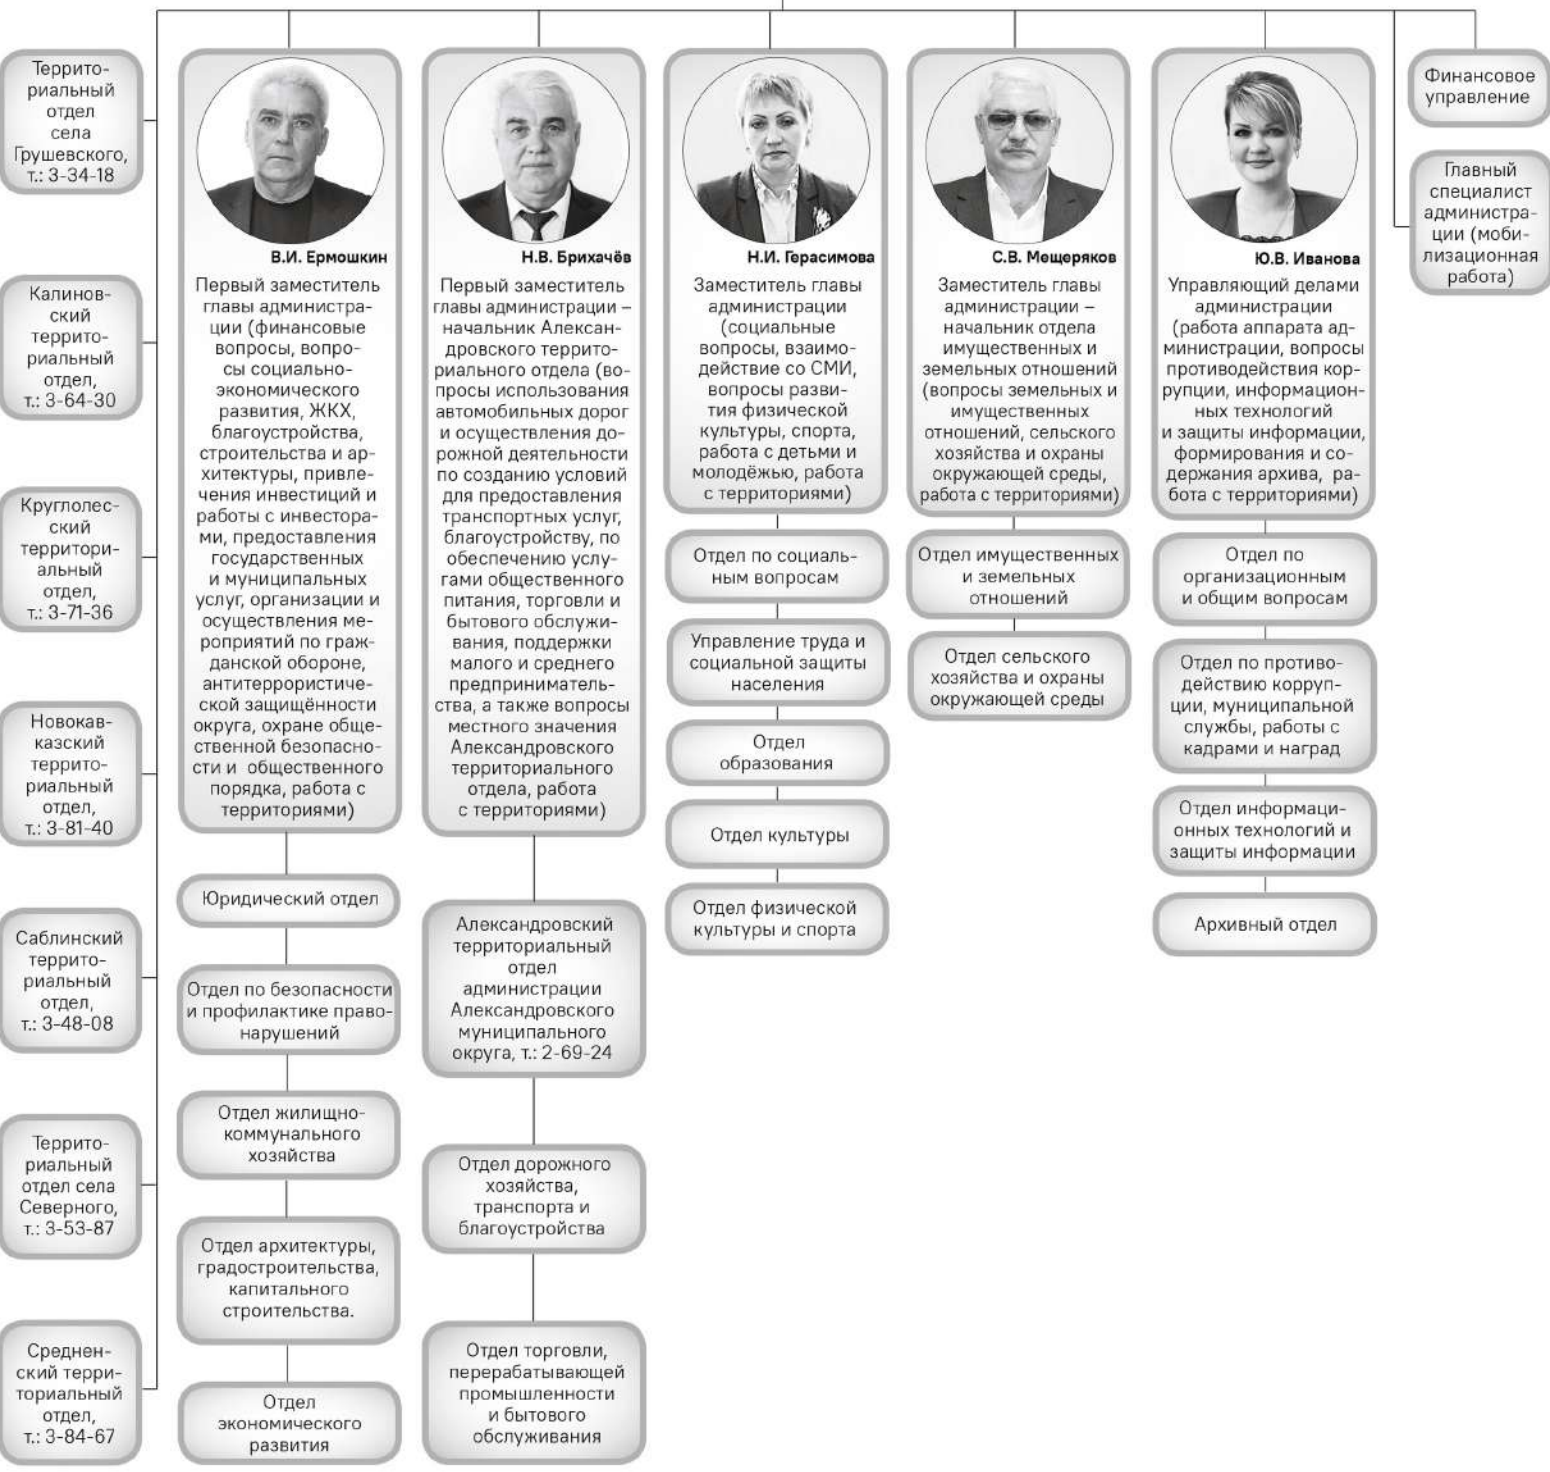 Террито-
риальный
отдел
села
Грушевского,
т.: 3-34-18
Калинов-
ский
террито-
риальный
отдел,
т.: 3-64-30
Круглолес-
ский
территори-
альный
отдел,
т.: 3-71-36
Новокав-
казский
террито-
риальный
отдел,
т.: 3-81-40
Саблинский
террито-
риальный
отдел,
т.: 3-48-08
Террито-
риальный
отдел села
Северного,
т.: 3-53-87
Среднен-
ский терри-
ториальный
отдел,
т.: 3-84-67
В.И. Ермошкин
Первый заместитель
главы администра-
ции (финансовые
вопросы, вопро-
сы социально-
экономического
развития, ЖКХ,
благоустройства,
строительства и ар-
хитектуры, привле-
чения инвестиций и
работы с инвестора-
ми, предоставления
государственных
и муниципальных
услуг, организации и
осуществления ме-
роприятий по граж-
данской обороне,
антитеррористиче-
ской защищённости
округа, охране обще-
ственной безопасно-
сти и общественного
порядка, работа с
территориями)
Юридический отдел
Отдел по безопасности
и профилактике право-
нарушений
Отдел жилищно-
коммунального
хозяйства
Отдел архитектуры,
градостроительства,
капитального
строительства.
Отдел
экономического
развития
Н.В. Брихачёв
Первый заместитель
главы администрации –
начальник Алексан-
дровского террито-
риального отдела (во-
просы использования
автомобильных дорог
и осуществления до-
рожной деятельности
по созданию условий
для предоставления
транспортных услуг,
благоустройству, по
обеспечению услу-
гами общественного
питания, торговли и
бытового обслужи-
вания, поддержки
малого и среднего
предприниматель-
ства, а также вопросы
местного значения
Александровского
территориального
отдела, работа
с территориями)
Александровский
территориальный
отдел
администрации
Александровского
муниципального
округа, т.: 2-69-24
Отдел дорожного
хозяйства,
транспорта и
благоустройства
Отдел торговли,
перерабатывающей
промышленности
и бытового
обслуживания
Н.И. Герасимова
Заместитель главы
администрации
(социальные
вопросы, взаимо-
действие со СМИ,
вопросы разви-
тия физической
культуры, спорта,
работа с детьми и
молодёжью, работа
с территориями)
Отдел по социаль-
ным вопросам
Управление труда и
социальной защиты
населения
Отдел
образования
Отдел культуры
Отдел физической
культуры и спорта
С.В. Мещеряков
Заместитель главы
администрации –
начальник отдела
имущественных и
земельных отношений
(вопросы земельных и
имущественных
отношений, сельского
хозяйства и охраны
окружающей среды,
работа с территориями)
Отдел имущественных
и земельных
отношений
Отдел сельского
хозяйства и охраны
окружающей среды
Ю.В. Иванова
Управляющий делами
администрации
(работа аппарата ад-
министрации, вопросы
противодействия кор-
рупции, информацион-
ных технологий
и защиты информации,
формирования и со-
держания архива, ра-
бота с территориями)
Отдел по
организационным
и общим вопросам
Отдел по противо-
действию корруп-
ции, муниципальной
службы, работы с
кадрами и наград
Отдел информаци-
онных технологий и
защиты информации
Архивный отдел
Финансовое
управление
Главный
специалист
администра-
ции (моби-
лизационная
работа)